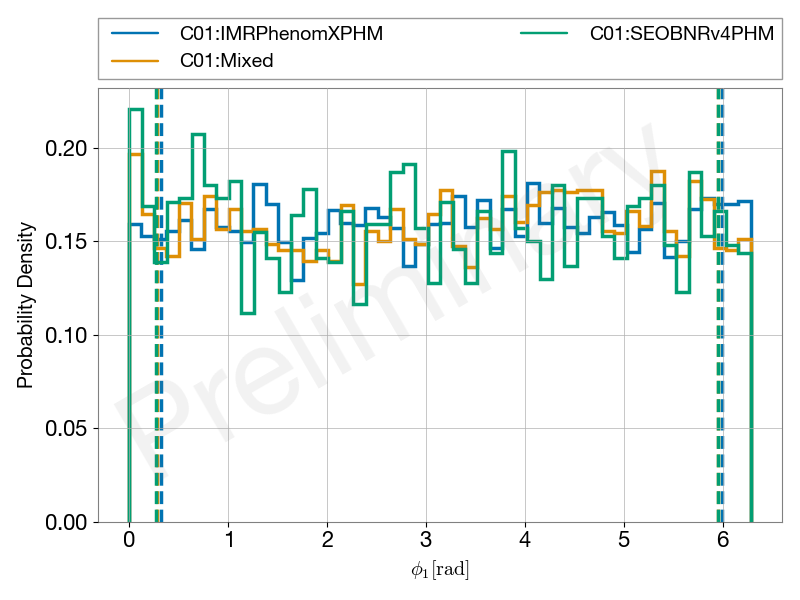 C01:IMRPhenomXPHM
C01:SEOBNRv4PHM
C01:Mixed
Preliminary
Probability Density
0.20
0.15
0.10
0.05
0.00
0 1 2 3 4 5 6
ϕ₁[rad]